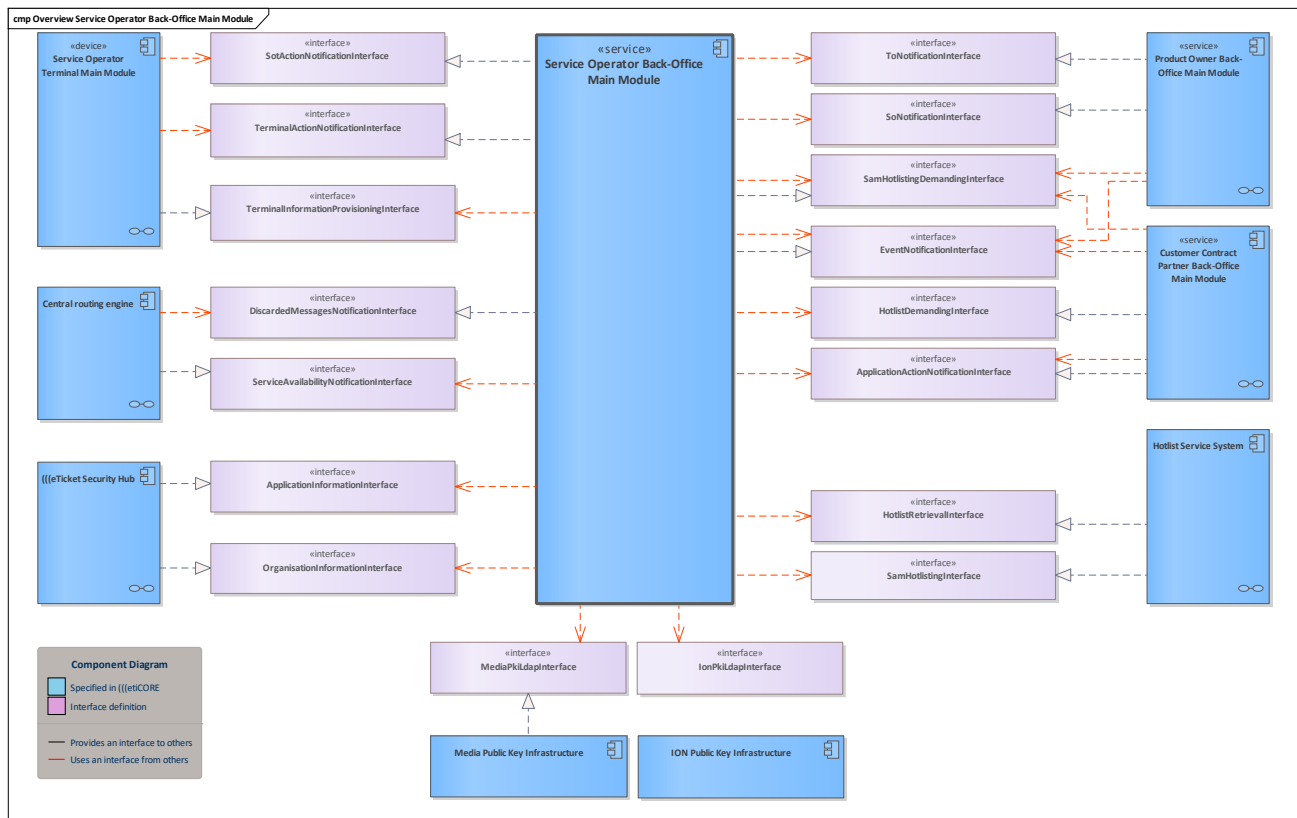 cmp Overview Service Operator Back-Office Main Module
«device»
Service Operator
Terminal Main Module
«interface»
SotActionNotificationInterface
«interface»
TerminalActionNotificationInterface
«interface»
TerminalInformationProvisioningInterface
Central routing engine
«interface»
DiscardedMessagesNotificationInterface
«interface»
ServiceAvailabilityNotificationInterface
(((eTicket Security Hub
«interface»
ApplicationInformationInterface
«interface»
OrganisationInformationInterface
«service»
Service Operator Back-Office
Main Module
«interface»
ToNotificationInterface
«interface»
SoNotificationInterface
«interface»
SamHotlistingDemandingInterface
«interface»
EventNotificationInterface
«interface»
HotlistDemandingInterface
«interface»
ApplicationActionNotificationInterface
«interface»
HotlistRetrievalInterface
«interface»
SamHotlistingInterface
«service»
Product Owner Back-
Office Main Module
«service»
Customer Contract
Partner Back-Office
Main Module
Hotlist Service System
«interface»
MediaPkiLdapInterface
«interface»
IonPkiLdapInterface
Media Public Key Infrastructure
ION Public Key Infrastructure
Component Diagram
Specified in (((etiCORE
Interface definition
Provides an interface to others
Uses an interface from others